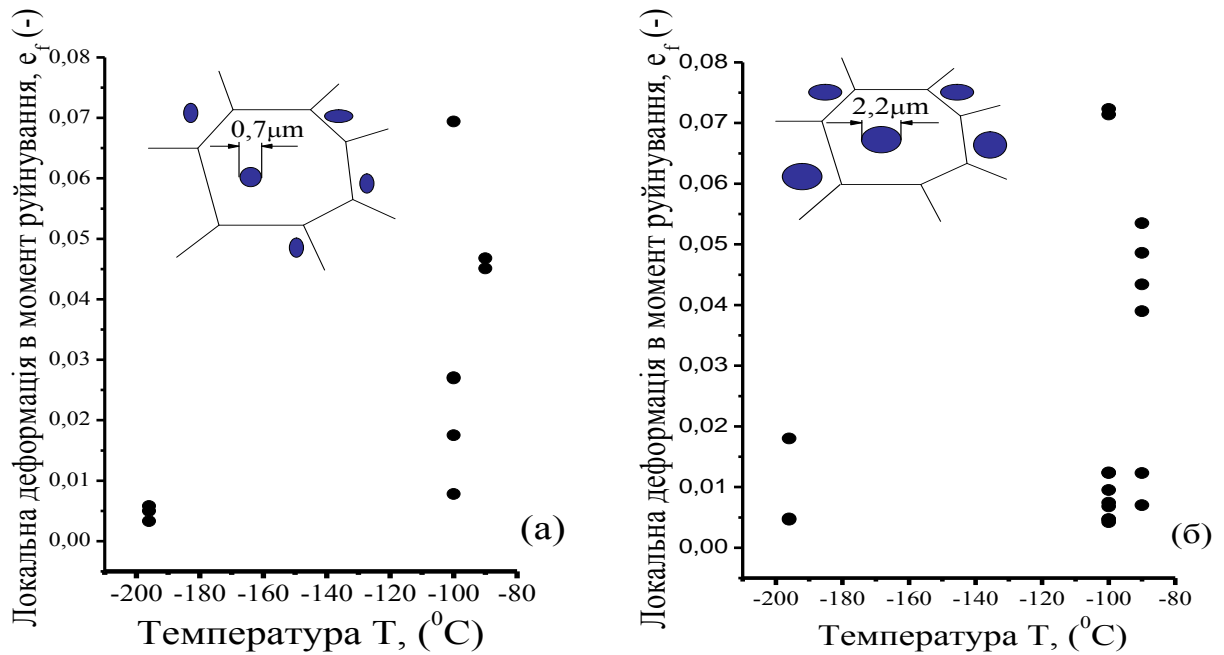 Локальна деформація в момент руйнування, e_f (-)
0,08
0,07
0,06
0,05
0,04
0,03
0,02
0,01
0,00
0,7μm
(а)
-200 -180 -160 -140 -120 -100 -80
Температура Т, (⁰С)
Локальна деформація в момент руйнування, e_f (-)
0,08
0,07
0,06
0,05
0,04
0,03
0,02
0,01
0,00
2,2μm
(б)
-200 -180 -160 -140 -120 -100 -80
Температура Т, (⁰С)